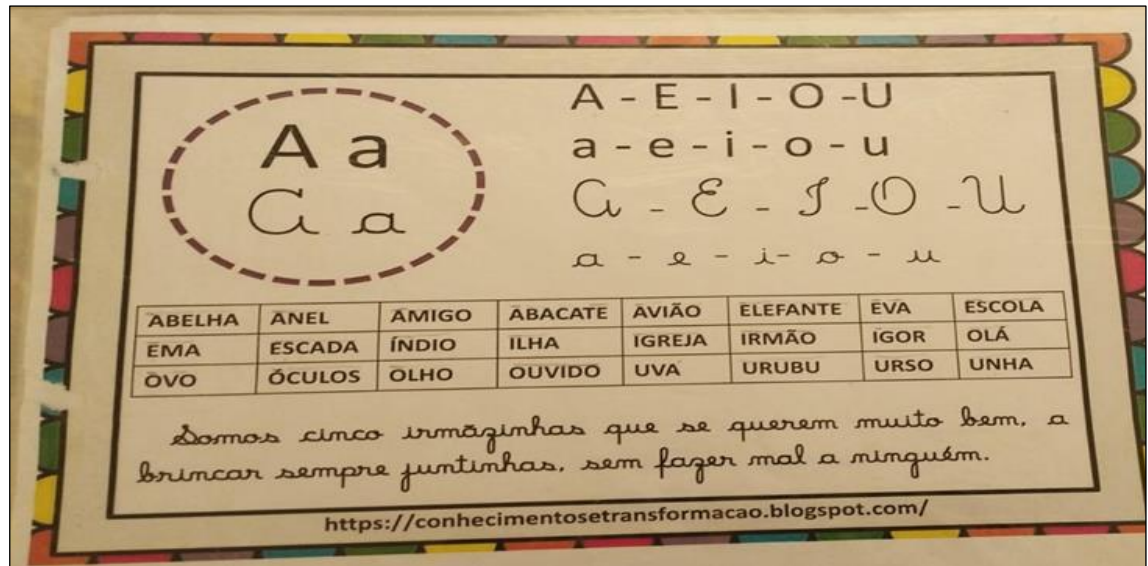 A a
A a
A - E - I - O -U
a - e - i - o - u
A - E - I -O -U
a - e - i- o - u
ABELHA ANEL AMIGO ABACATE AVIÃO ELEFANTE EVA ESCOLA
EMA ESCADA ÍNDIO ILHA IGREJA IRMÃO IGOR OLÁ
OVO ÓCULOS OLHO OUVIDO UVA URUBU URSO UNHA
Somos cinco irmãzinhas que se querem muito bem, a
brincar sempre juntinhas, sem fazer mal a ninguém.
https://conhecimentosetransformacao.blogspot.com/